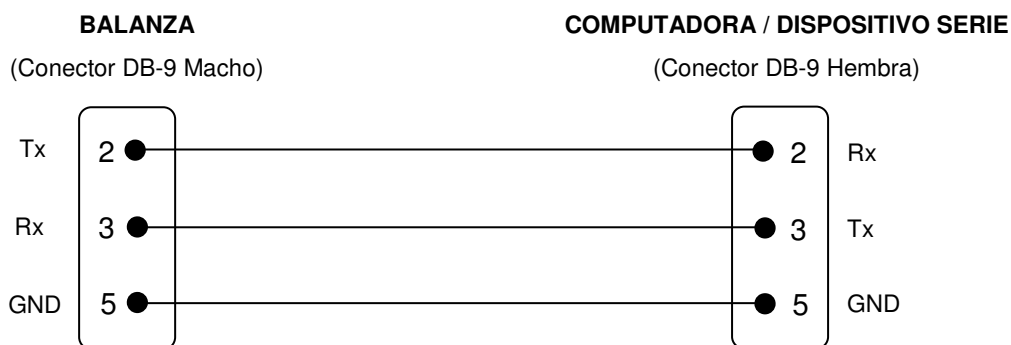 BALANZA COMPUTADORA / DISPOSITIVO SERIE
(Conector DB-9 Macho) (Conector DB-9 Hembra)
Tx 2 2 Rx
Rx 3 3 Tx
GND 5 5 GND